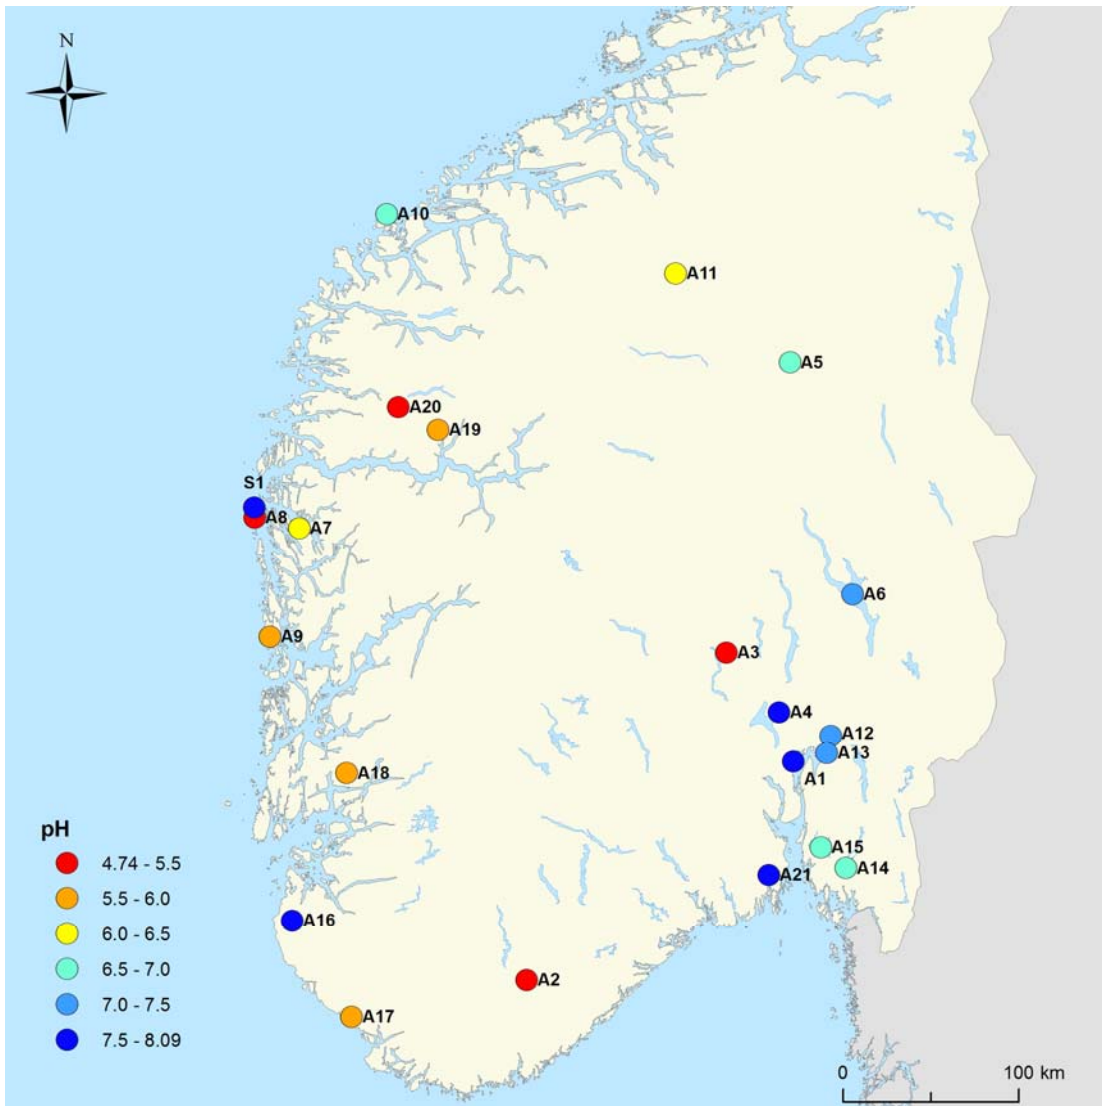 N
A10
A11
A5
A20
A19
S1
A8
A7
A6
A9
A3
A4
A12
A13
A1
A18
pH
A15
4.74 - 5.5
A14
A21
5.5 - 6.0
A16
6.0 - 6.5
6.5 - 7.0
A2
7.0 - 7.5
A17
7.5 - 8.09
0 100 km